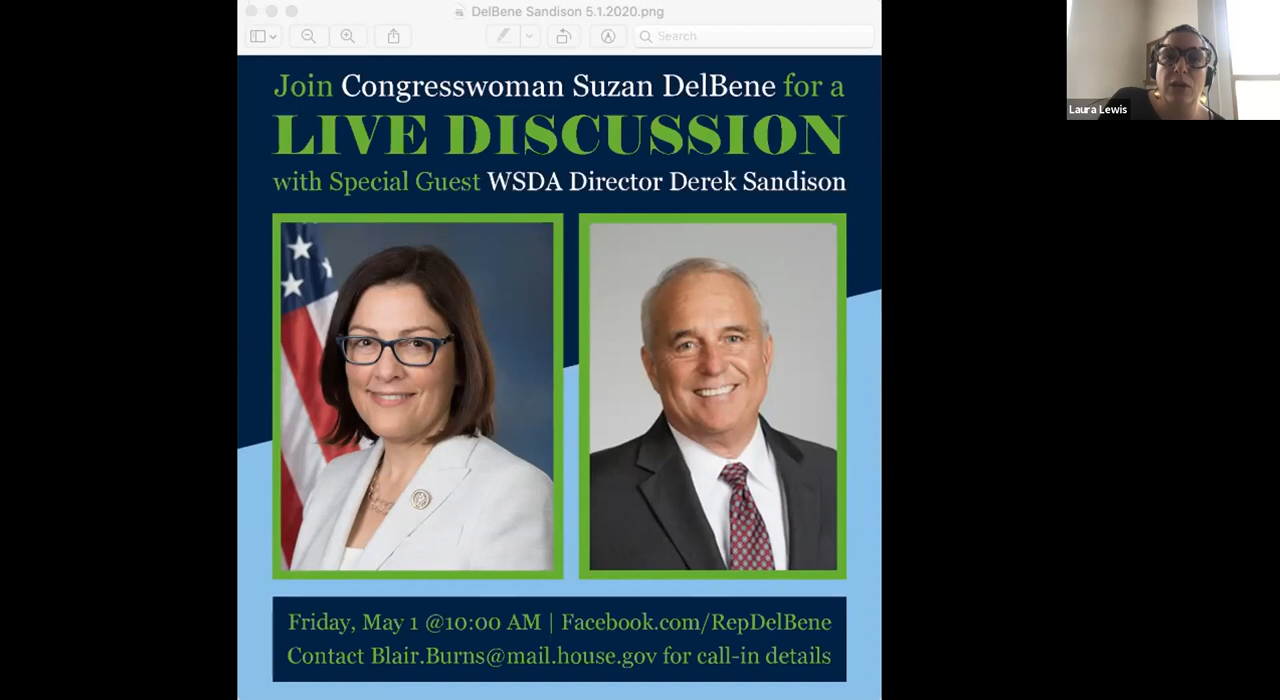 DelBene Sandison 5.1.2020.png
Search
Join Congresswoman Suzan DelBene for a
LIVE DISCUSSION
with Special Guest WSDA Director Derek Sandison
Friday, May 1 @10:00 AM | Facebook.com/RepDelBene
Contact Blair.Burns@mail.house.gov for call-in details
Laura Lewis